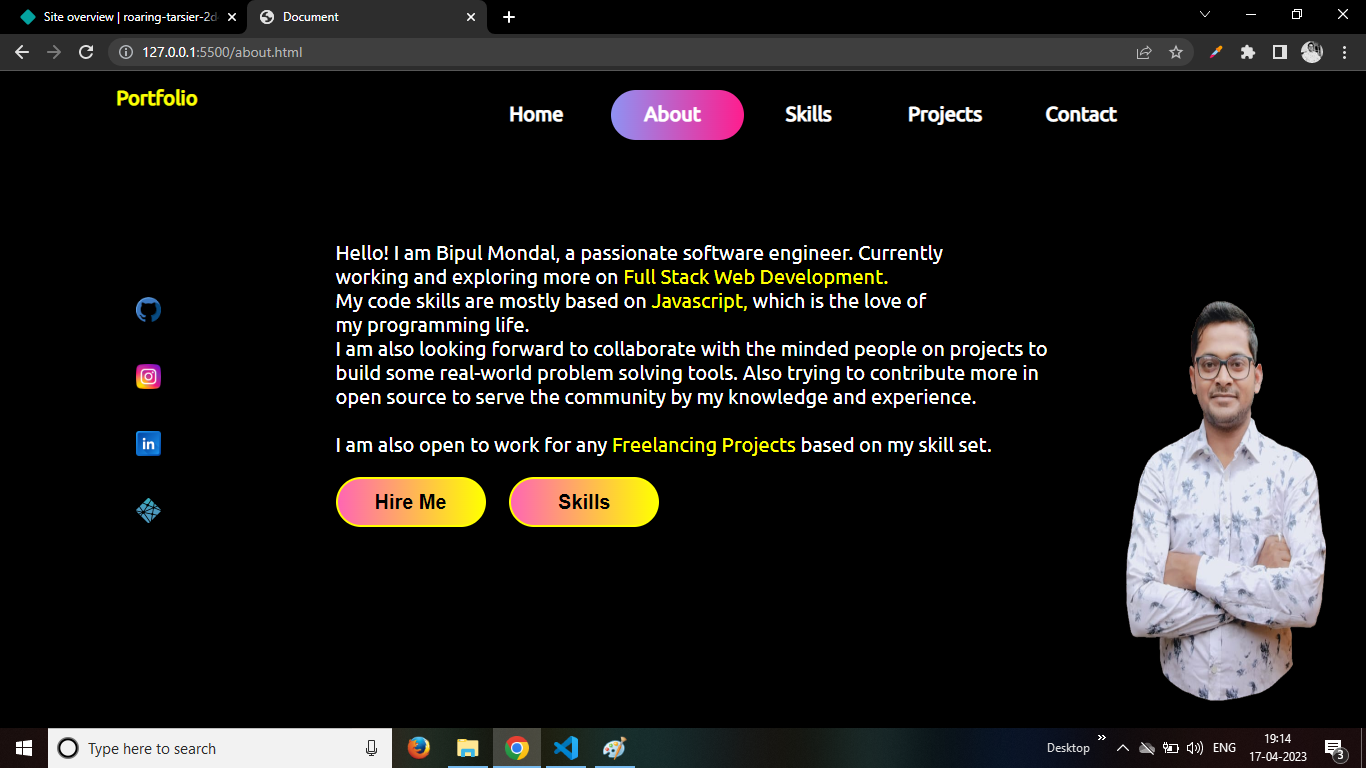 Site overview | roaring-tarsier-2d
Document
127.0.0.1:5500/about.html
Portfolio
Home
About
Skills
Projects
Contact
Hello! I am Bipul Mondal, a passionate software engineer. Currently
working and exploring more on Full Stack Web Development.
My code skills are mostly based on Javascript, which is the love of
my programming life.
I am also looking forward to collaborate with the minded people on projects to
build some real-world problem solving tools. Also trying to contribute more in
open source to serve the community by my knowledge and experience.
I am also open to work for any Freelancing Projects based on my skill set.
Hire Me
Skills
in
Type here to search
Desktop
ENG
19:14
17-04-2023
3